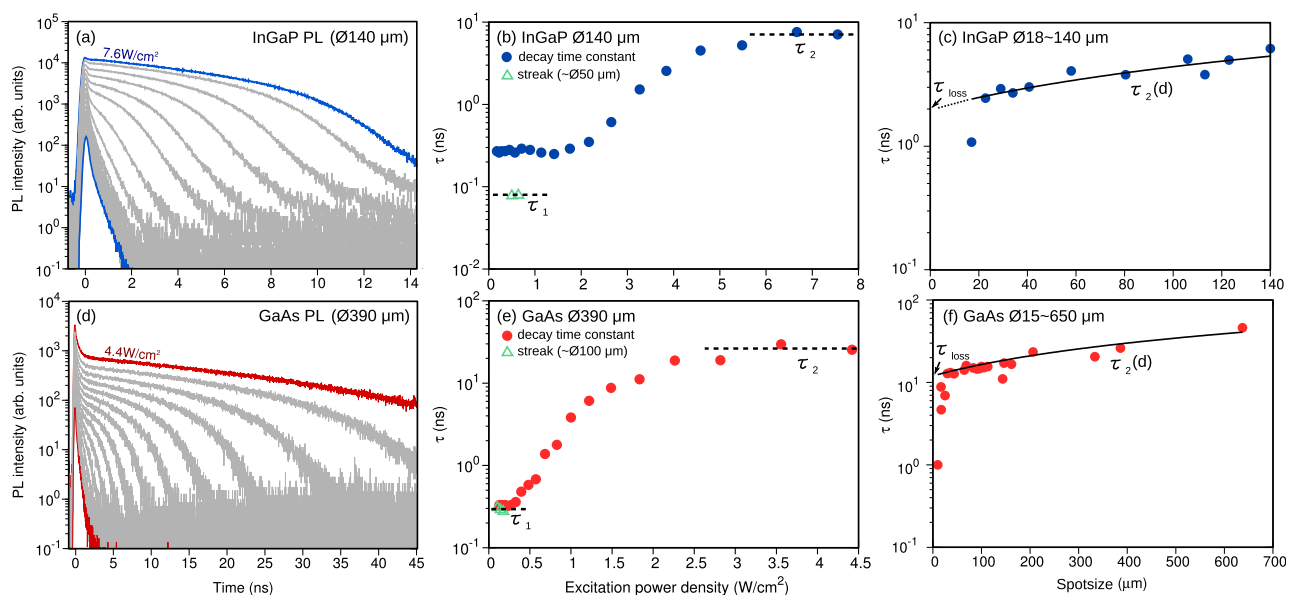 (a) InGaP PL (Ø140 μm)
7.6W/cm²
PL intensity (arb. units)
10⁵
10⁴
10³
10²
10¹
10⁰
10⁻¹
0 2 4 6 8 10 12 14
(b) InGaP Ø140 μm
decay time constant
streak (~Ø50 μm)
τ ₂
τ ₁
τ (ns)
10¹
10⁰
10⁻¹
10⁻²
0 1 2 3 4 5 6 7 8
(c) InGaP Ø18~140 μm
τ loss
τ ₂(d)
τ (ns)
10¹
10⁰
10⁻¹
0 20 40 60 80 100 120 140
(d) GaAs PL (Ø390 μm)
4.4W/cm²
PL intensity (arb. units)
10⁴
10³
10²
10¹
10⁰
10⁻¹
0 5 10 15 20 25 30 35 40 45
Time (ns)
(e) GaAs Ø390 μm
decay time constant
streak (~Ø100 μm)
τ ₂
τ ₁
τ (ns)
10²
10¹
10⁰
10⁻¹
0 0.5 1 1.5 2 2.5 3 3.5 4 4.5
Excitation power density (W/cm²)
(f) GaAs Ø15~650 μm
τ loss
τ ₂(d)
τ (ns)
10²
10¹
10⁰
10⁻¹
0 100 200 300 400 500 600 700
Spotsize (μm)